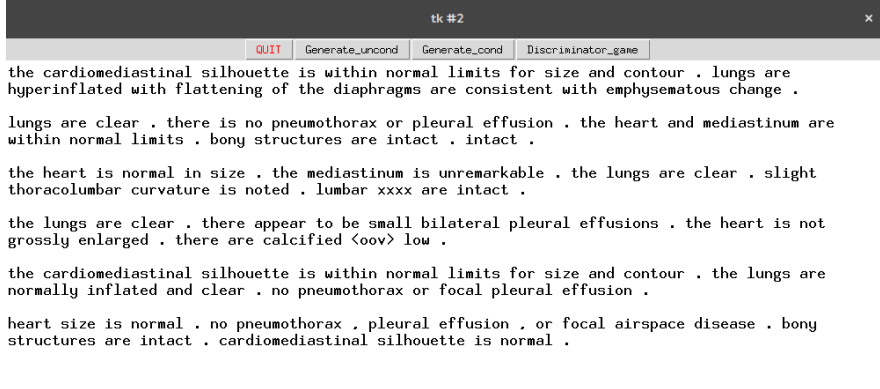 tk #2
×
QUIT Generate_uncond Generate_cond Discriminator_game
the cardiomediastinal silhouette is within normal limits for size and contour . lungs are
hyperinflated with flattening of the diaphragms are consistent with emphysematous change .
lungs are clear . there is no pneumothorax or pleural effusion . the heart and mediastinum are
within normal limits . bony structures are intact . intact .
the heart is normal in size . the mediastinum is unremarkable . the lungs are clear . slight
thoracolumbar curvature is noted . lumbar xxxx are intact .
the lungs are clear . there appear to be small bilateral pleural effusions . the heart is not
grossly enlarged . there are calcified <oov> low .
the cardiomediastinal silhouette is within normal limits for size and contour . the lungs are
normally inflated and clear . no pneumothorax or focal pleural effusion .
heart size is normal . no pneumothorax , pleural effusion , or focal airspace disease . bony
structures are intact . cardiomediastinal silhouette is normal .